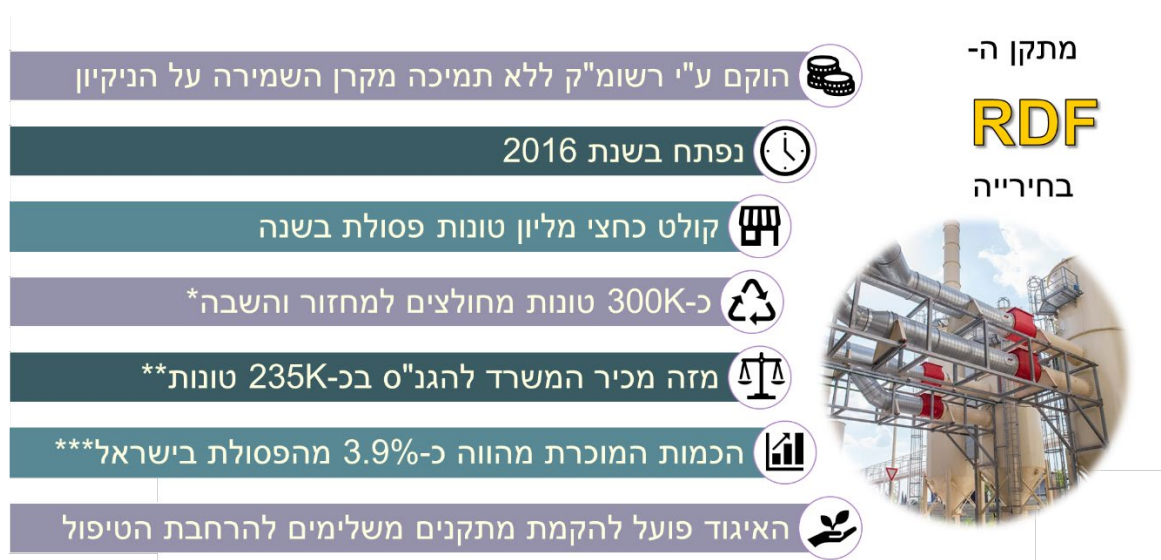 מתקן ה-
RDF
בחירייה
הוקם ע"י רשומ"ק ללא תמיכה מקרן השמירה על הניקיון
נפתח בשנת 2016
קולט כחצי מליון טונות פסולת בשנה
כ-300K טונות מחולצים למחזור והשבה*
מזה מכיר המשרד להגנ"ס בכ-235K טונות**
הכמות המוכרת מהווה כ-3.9% מהפסולת בישראל***
האיגוד פועל להקמת מתקנים משלימים להרחבת הטיפול